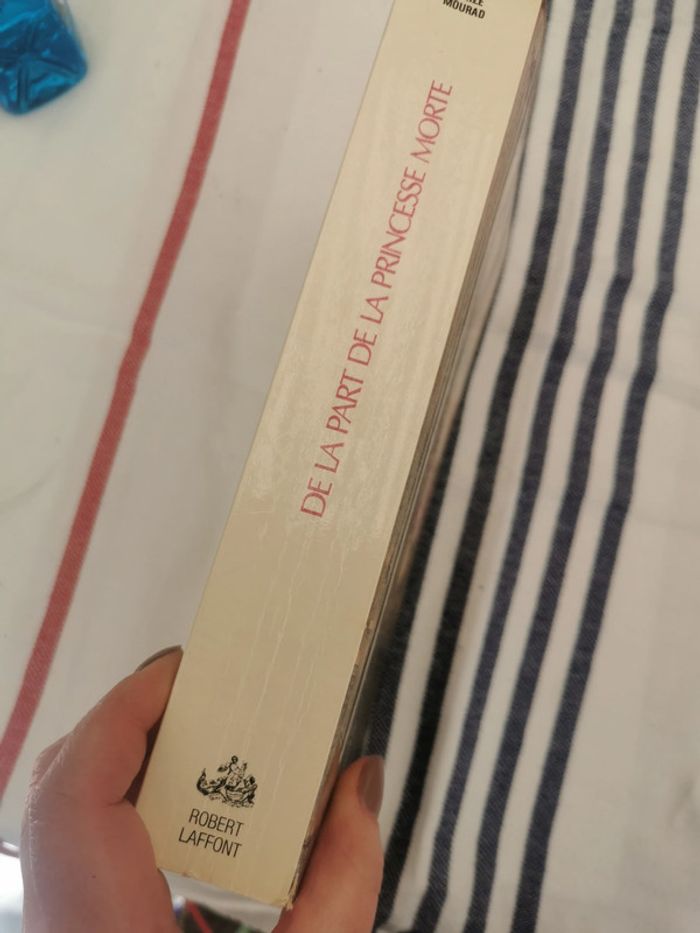 MOURAD
DE LA PART DE LA PRINCESSE MORTE
ROBERT
LAFFONT